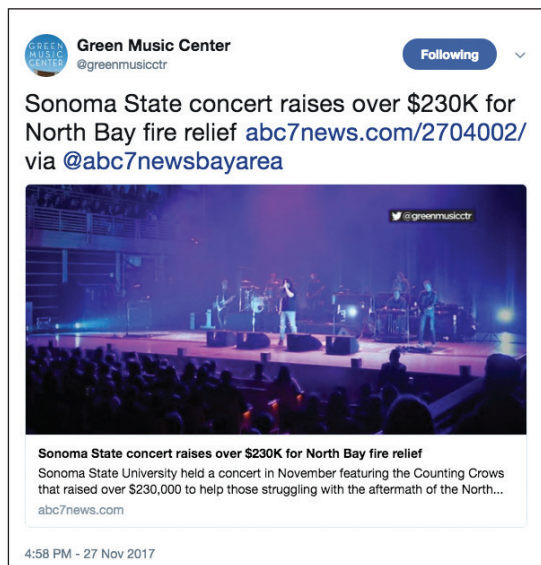 GREEN
MUSIC
CENTER
Green Music Center
@greenmusicctr
Following
Sonoma State concert raises over $230K for
North Bay fire relief abc7news.com/2704002/
via @abc7newsbayarea
@greenmusicctr
Sonoma State concert raises over $230K for North Bay fire relief
Sonoma State University held a concert in November featuring the Counting Crows
that raised over $230,000 to help those struggling with the aftermath of the North...
abc7news.com
4:58 PM - 27 Nov 2017